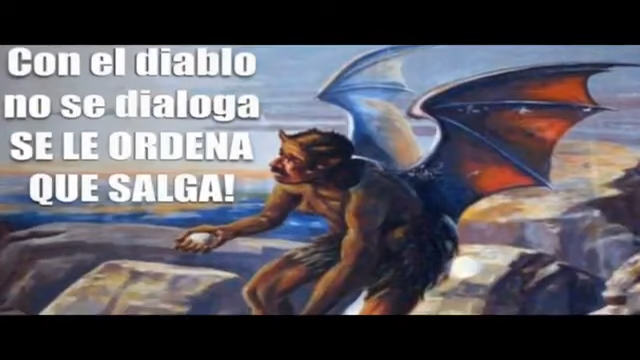 Con el diablo
no se dialoga
SE LE ORDENA
QUE SALGA!